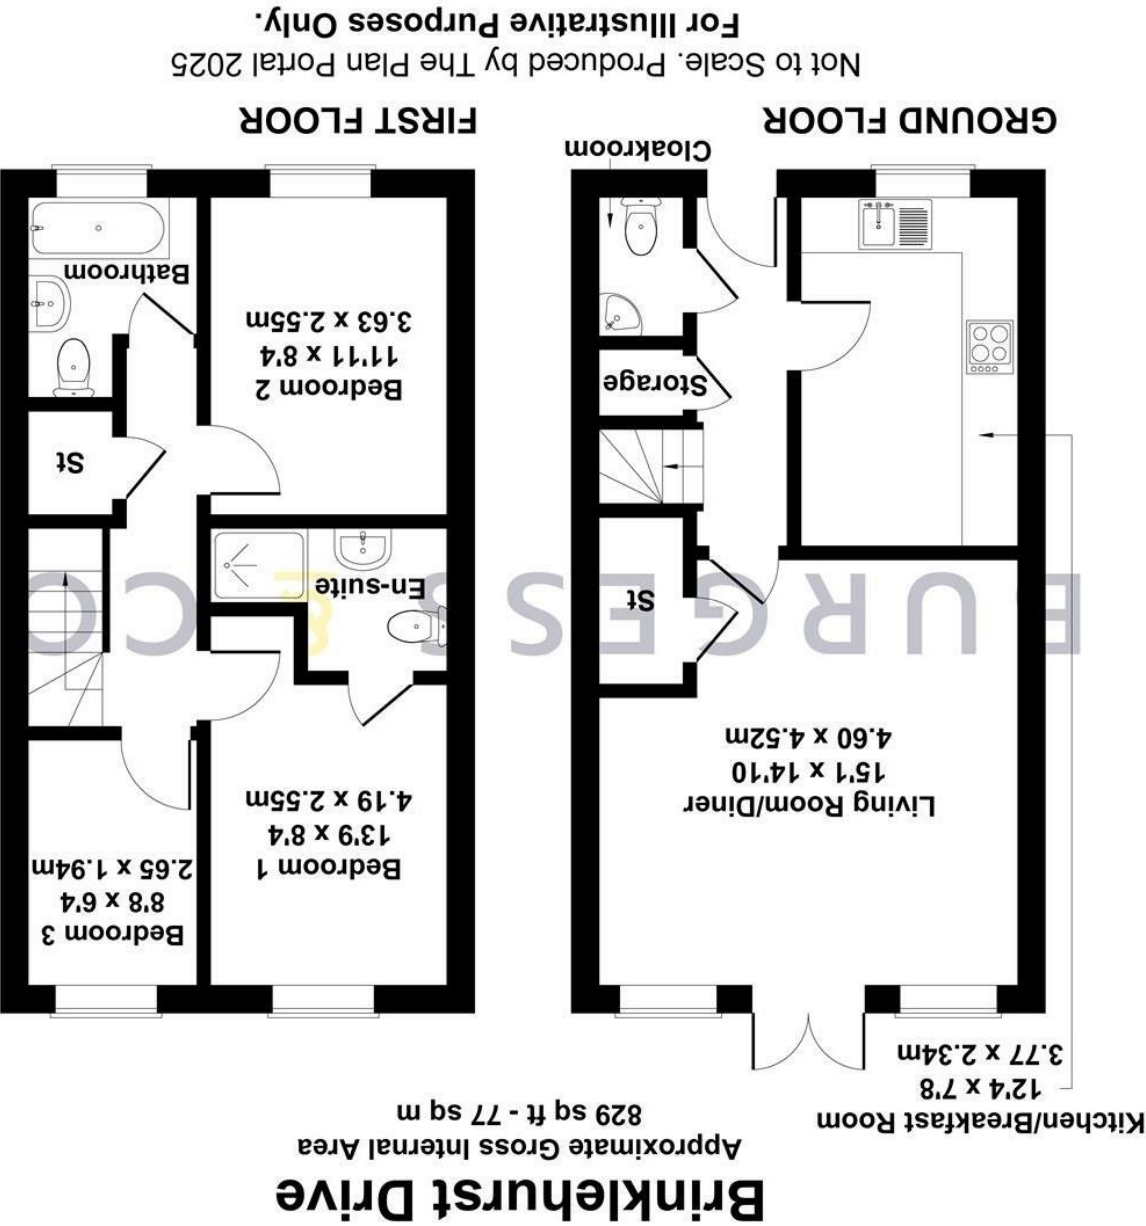 Brinklehurst Drive
Approximate Gross Internal Area
829 sq ft - 77 sq m
Kitchen/Breakfast Room
12'4 x 7'8
3.77 x 2.34m
Living Room/Diner
15'1 x 14'10
4.60 x 4.52m
St
Storage
Cloakroom
GROUND FLOOR
Bedroom 1
13'9 x 8'4
4.19 x 2.55m
Bedroom 3
8'8 x 6'4
2.65 x 1.94m
En-suite
St
Bedroom 2
11'11 x 8'4
3.63 x 2.55m
Bathroom
FIRST FLOOR
BURGESS & CO
Not to Scale. Produced by The Plan Portal 2025
For Illustrative Purposes Only.